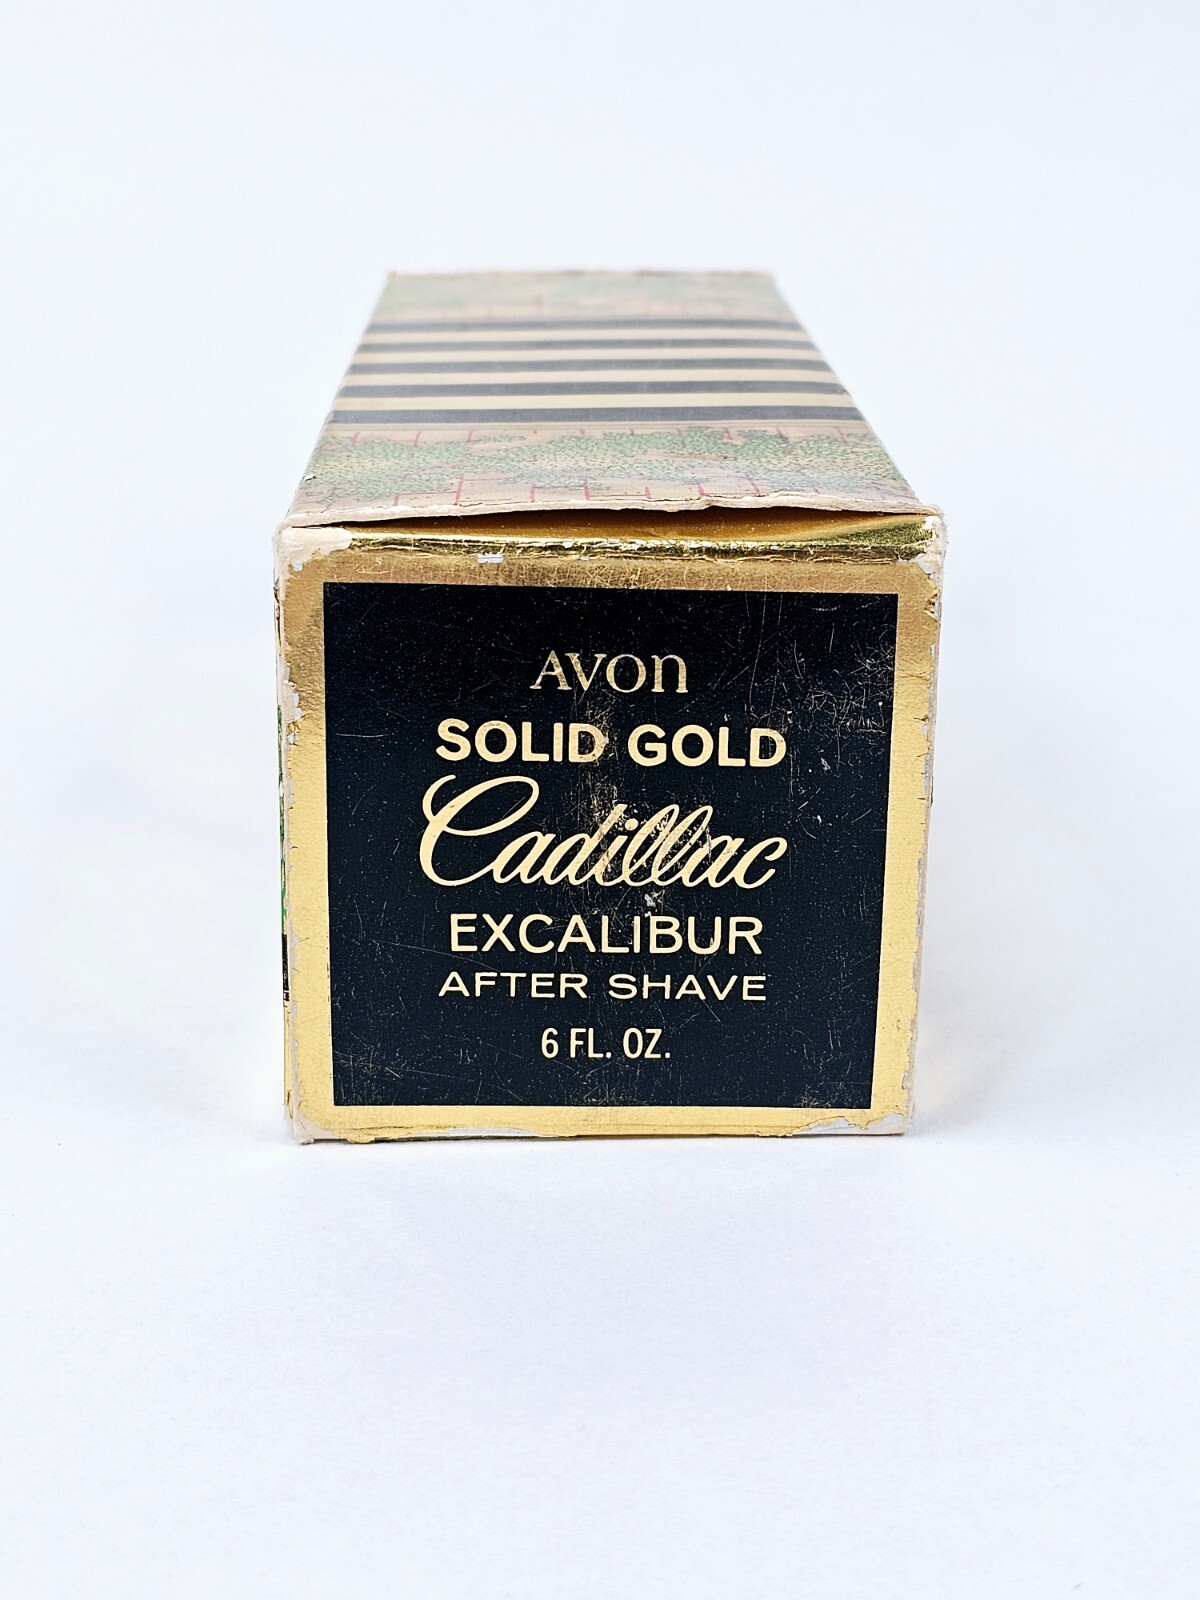 AVON
SOLID GOLD
Cadillac
EXCALIBUR
AFTER SHAVE
6 FL. OZ.